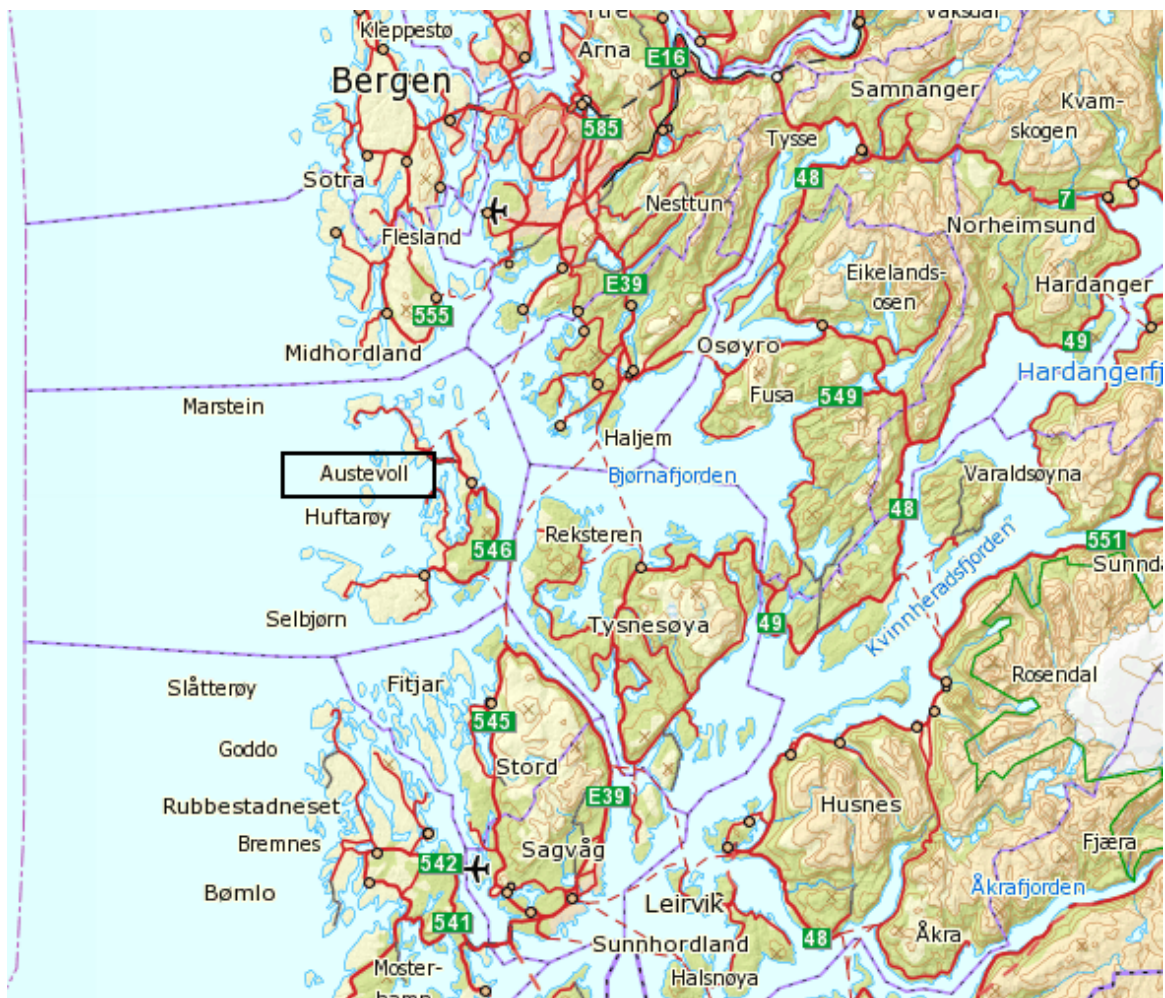 Ytre
Vaksdal
Kleppestø
Arna
E16
Bergen
Samnanger
Kvam-
skogen
585
Tysse
48
Sotra
Nesttun
7
Flesland
Norheimsund
E39
Eikelands-
osen
Hardanger
555
49
Midhordland
Osøyro
Hardangerfj
Marstein
Fusa
549
Haljem
Austevoll
Bjørnafjorden
Varaldsøyna
Huftarøy
48
546
Reksteren
551
Sunnda
Kvinnheradsfjorden
Selbjørn
Tysnesøya
49
Slåtterøy
Fitjar
Rosendal
545
Goddo
Stord
E39
Rubbestadneset
Husnes
Bremnes
Sagvåg
Fjæra
542
Bømlo
Leirvik
Åkrafjorden
541
Sunnhordland
48
Åkra
Moster-
hamn
Halsnøya